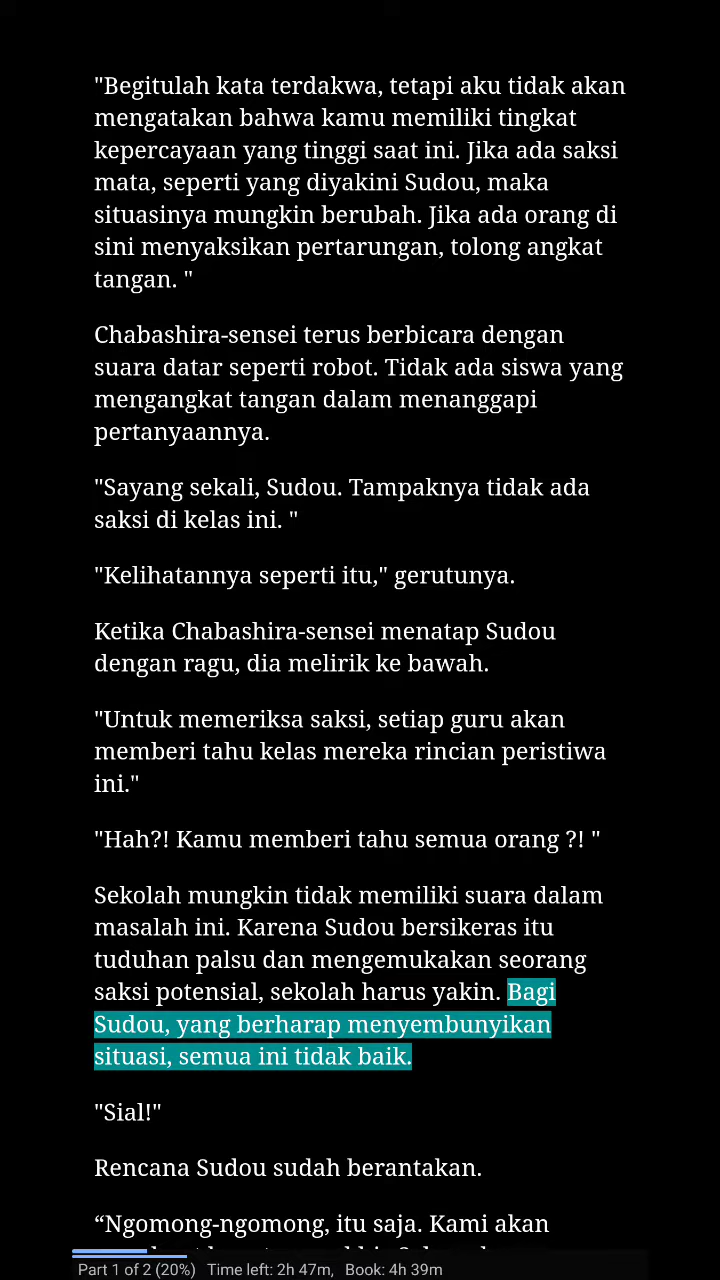 "Begitulah kata terdakwa, tetapi aku tidak akan
mengatakan bahwa kamu memiliki tingkat
kepercayaan yang tinggi saat ini. Jika ada saksi
mata, seperti yang diyakini Sudou, maka
situasinya mungkin berubah. Jika ada orang di
sini menyaksikan pertarungan, tolong angkat
tangan. "
Chabashira-sensei terus berbicara dengan
suara datar seperti robot. Tidak ada siswa yang
mengangkat tangan dalam menanggapi
pertanyaannya.
"Sayang sekali, Sudou. Tampaknya tidak ada
saksi di kelas ini. "
"Kelihatannya seperti itu," gerutunya.
Ketika Chabashira-sensei menatap Sudou
dengan ragu, dia melirik ke bawah.
"Untuk memeriksa saksi, setiap guru akan
memberi tahu kelas mereka rincian peristiwa
ini."
"Hah?! Kamu memberi tahu semua orang ?! "
Sekolah mungkin tidak memiliki suara dalam
masalah ini. Karena Sudou bersikeras itu
tuduhan palsu dan mengemukakan seorang
saksi potensial, sekolah harus yakin. Bagi
Sudou, yang berharap menyembunyikan
situasi, semua ini tidak baik.
"Sial!"
Rencana Sudou sudah berantakan.
“Ngomong-ngomong, itu saja. Kami akan
Part 1 of 2 (20%) Time left: 2h 47m, Book: 4h 39m